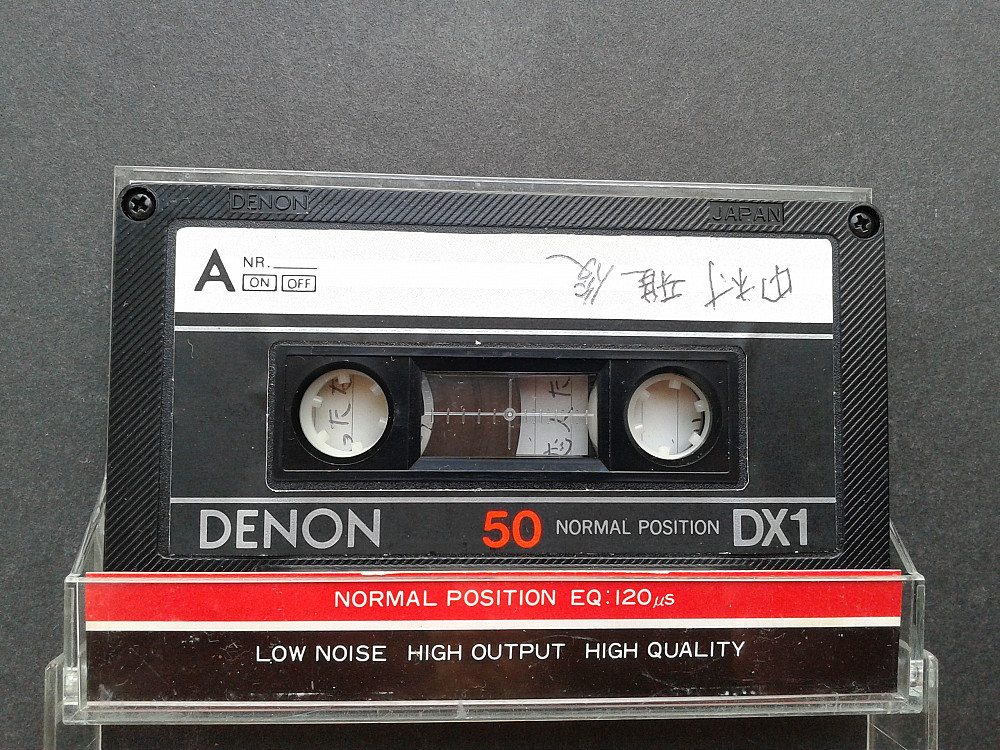 DENON
JAPAN
A NR.
ON OFF
中村雅俊
DENON 50 NORMAL POSITION DX1
NORMAL POSITION EQ:120μs
LOW NOISE HIGH OUTPUT HIGH QUALITY